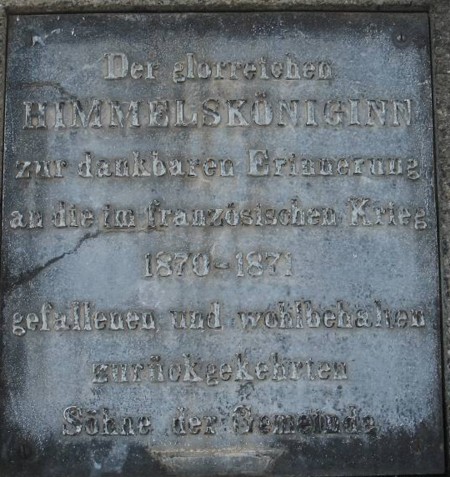 Der glorreichen
HIMMELSKÖNIGINN
zur dankbaren Erinnerung
an die im französischen Krieg
1870-1871
gefallenen und wohlbehalten
zurückgekehrten
Söhne der Gemeinde